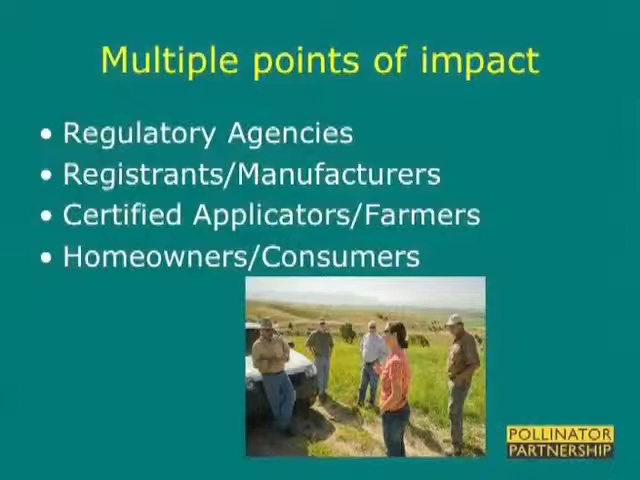 Multiple points of impact
• Regulatory Agencies
• Registrants/Manufacturers
• Certified Applicators/Farmers
• Homeowners/Consumers
POLLINATOR
PARTNERSHIP